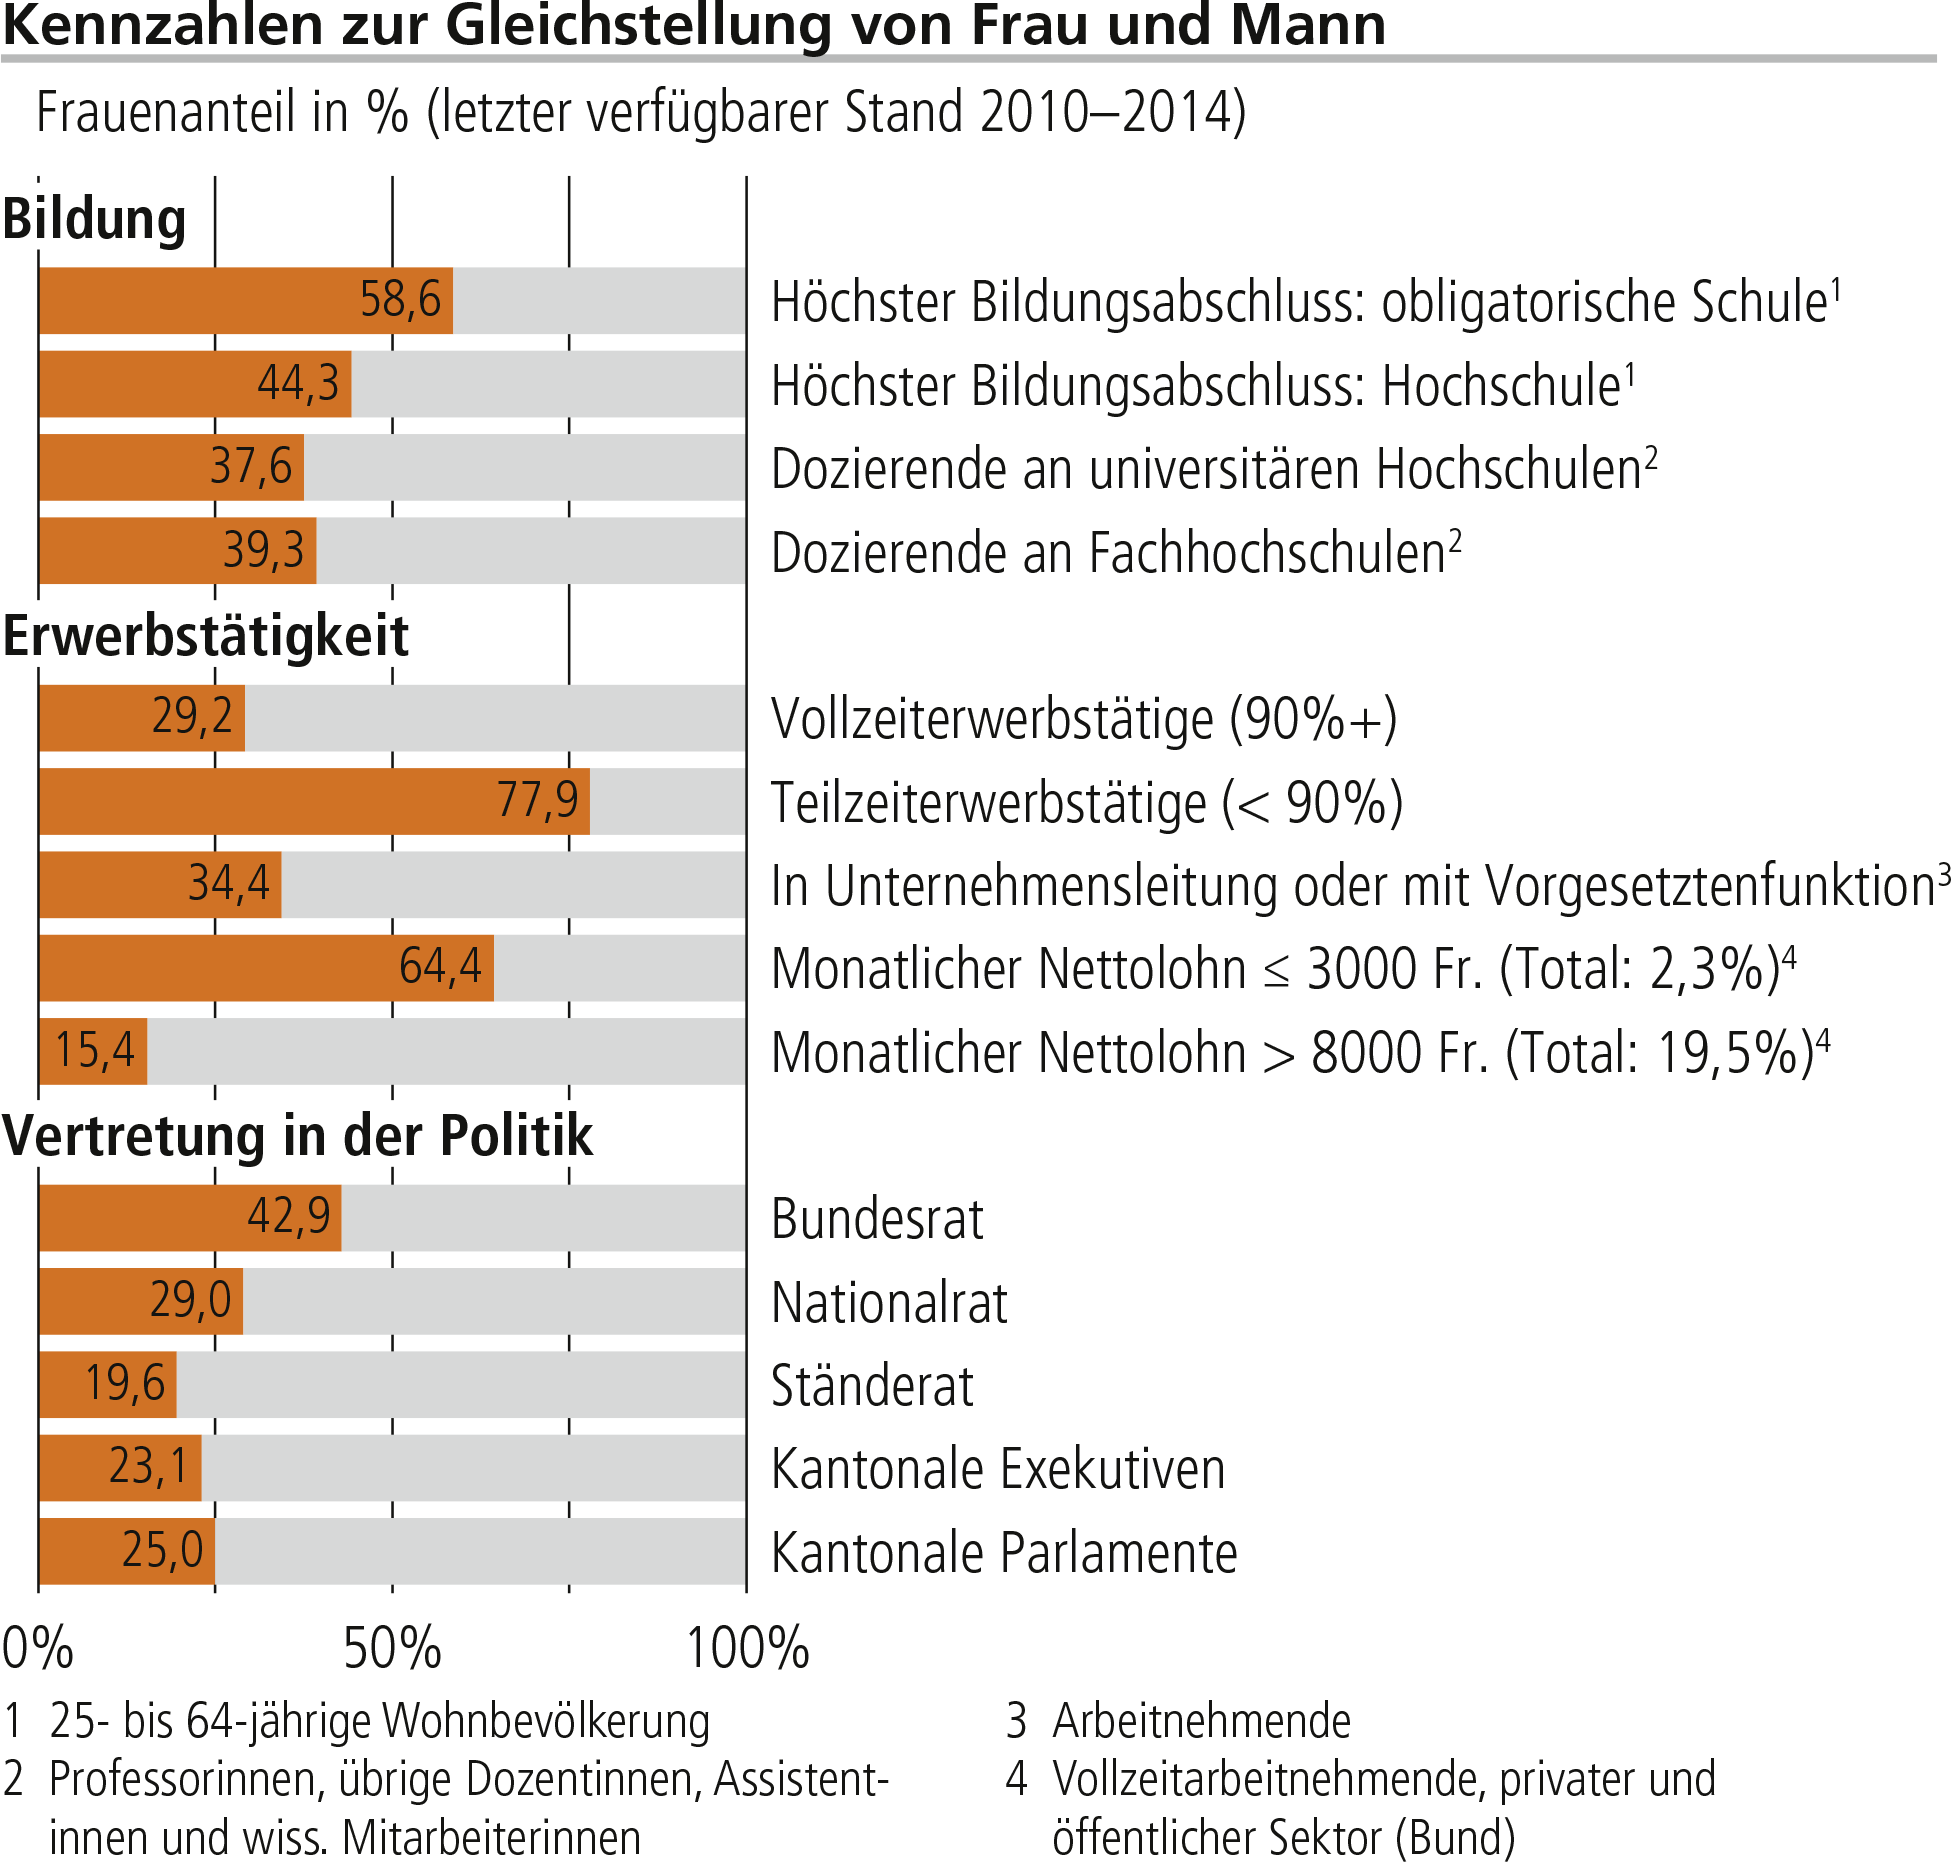 Kennzahlen zur Gleichstellung von Frau und Mann
Frauenanteil in % (letzter verfügbarer Stand 2010–2014)
Bildung
58,6 Höchster Bildungsabschluss: obligatorische Schule¹
44,3 Höchster Bildungsabschluss: Hochschule¹
37,6 Dozierende an universitären Hochschulen²
39,3 Dozierende an Fachhochschulen²
Erwerbstätigkeit
29,2 Vollzeiterwerbstätige (90%+)
77,9 Teilzeiterwerbstätige (< 90%)
34,4 In Unternehmensleitung oder mit Vorgesetztenfunktion³
64,4 Monatlicher Nettolohn ≤ 3000 Fr. (Total: 2,3%)⁴
15,4 Monatlicher Nettolohn > 8000 Fr. (Total: 19,5%)⁴
Vertretung in der Politik
42,9 Bundesrat
29,0 Nationalrat
19,6 Ständerat
23,1 Kantonale Exekutiven
25,0 Kantonale Parlamente
0% 50% 100%
1 25- bis 64-jährige Wohnbevölkerung
2 Professorinnen, übrige Dozentinnen, Assistent-
innen und wiss. Mitarbeiterinnen
3 Arbeitnehmende
4 Vollzeitarbeitnehmende, privater und
öffentlicher Sektor (Bund)